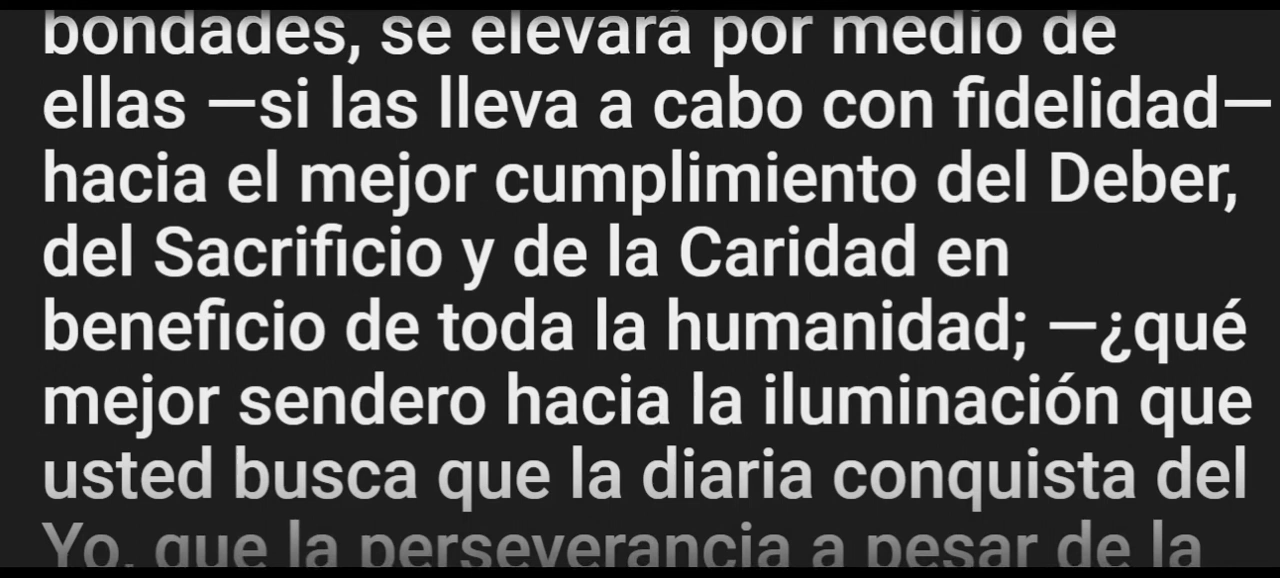 bondades, se elevará por medio de
ellas —si las lleva a cabo con fidelidad—
hacia el mejor cumplimiento del Deber,
del Sacrificio y de la Caridad en
beneficio de toda la humanidad; —¿qué
mejor sendero hacia la iluminación que
usted busca que la diaria conquista del
Yo, que la perseverancia a pesar de la